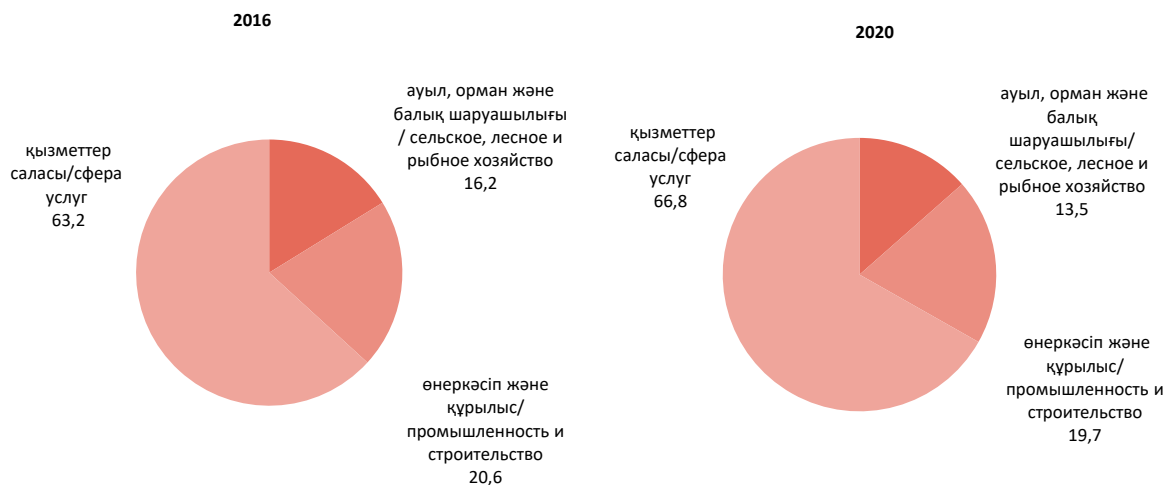 2016
ауыл, орман және
балық шаруашылығы
/ сельское, лесное и
рыбное хозяйство
16,2
қызметтер
саласы/сфера
услуг
63,2
өнеркәсіп және
құрылыс/
промышленность и
строительство
20,6
2020
ауыл, орман және
балық
шаруашылығы/
сельское, лесное и
рыбное хозяйство
13,5
қызметтер
саласы/сфера
услуг
66,8
өнеркәсіп және
құрылыс/
промышленность и
строительство
19,7